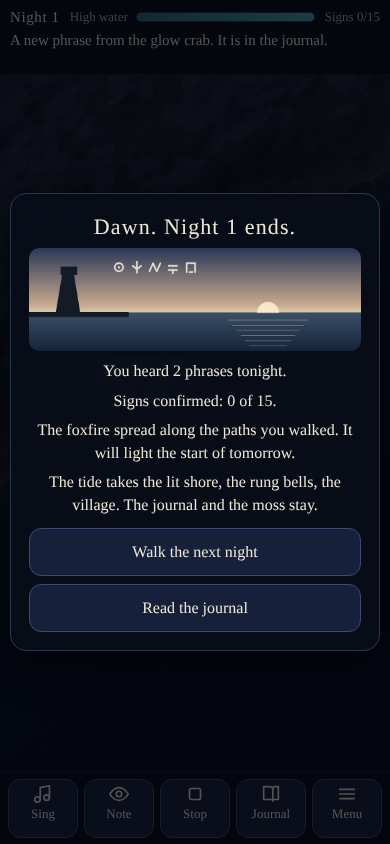 Night 1 High water Signs 0/15
A new phrase from the glow crab. It is in the journal.
Dawn. Night 1 ends.
You heard 2 phrases tonight.
Signs confirmed: 0 of 15.
The foxfire spread along the paths you walked. It
will light the start of tomorrow.
The tide takes the lit shore, the rung bells, the
village. The journal and the moss stay.
Walk the next night
Read the journal
Sing Note Stop Journal Menu